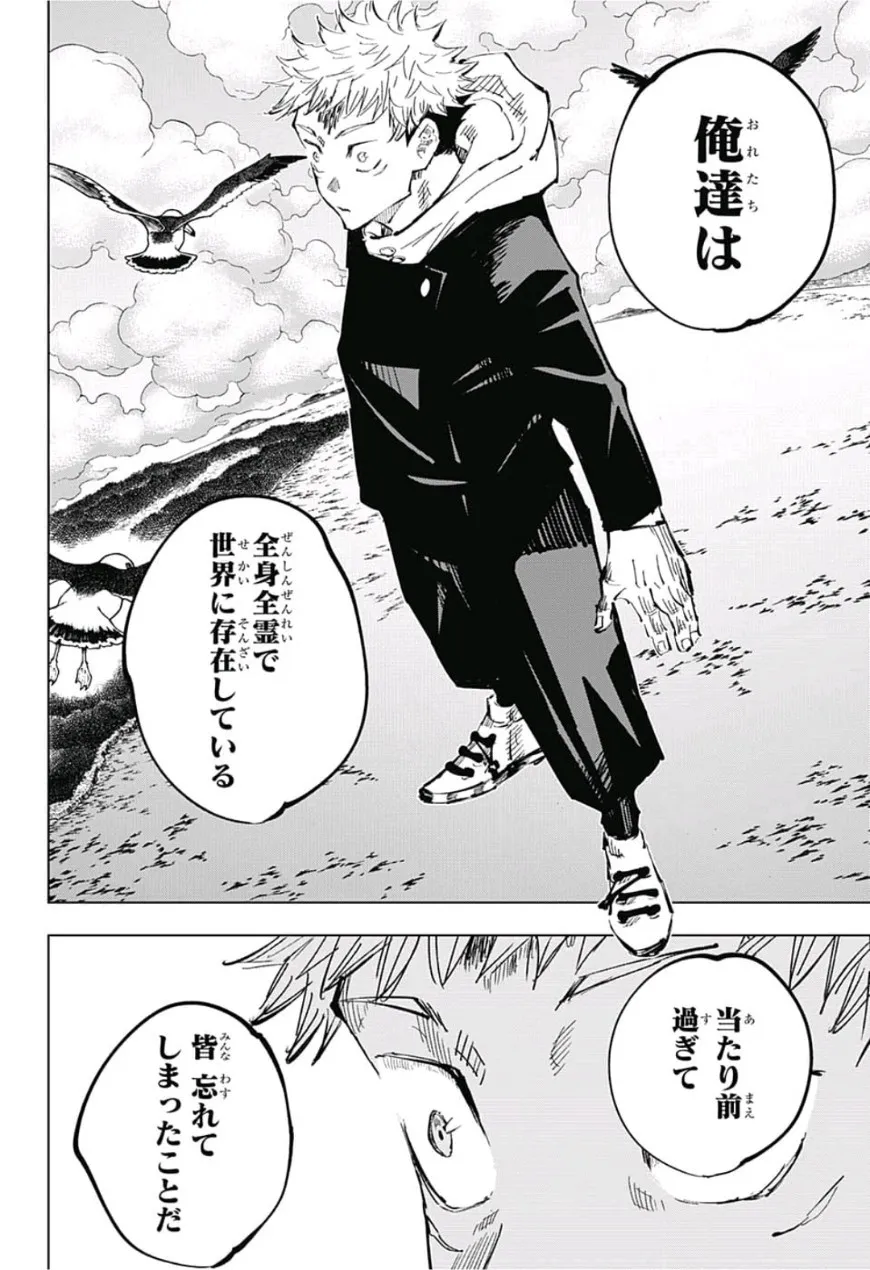 俺達は
全身全霊で
世界に存在している
当たり前
過ぎて
皆 忘れて
しまったことだ